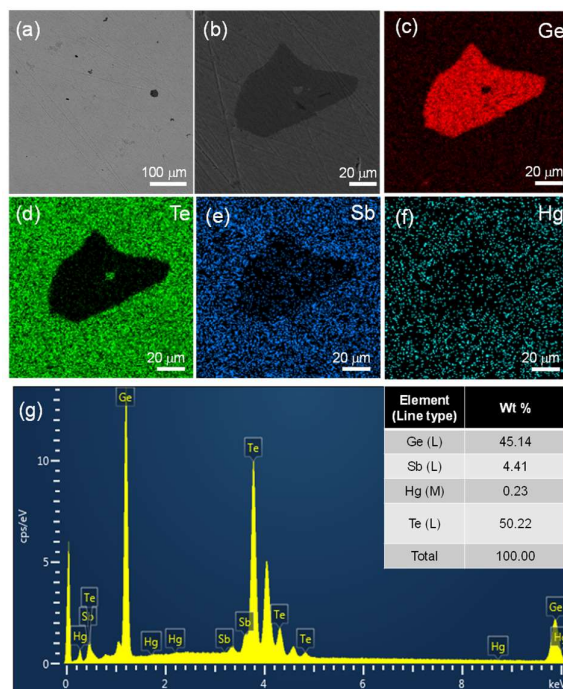 (a)
100 μm
(b)
20 μm
(c)
Ge
20 μm
(d)
Te
20 μm
(e)
Sb
20 μm
(f)
Hg
20 μm
(g)
Element (Line type) Wt %
Ge (L) 45.14
Sb (L) 4.41
Hg (M) 0.23
Te (L) 50.22
Total 100.00
cps/eV
10
5
0
Ge
Te
Te
Sb
Hg
Hg
Hg
Sb
Sb
Te
Te
Hg
Ge
0 2 4 6 8